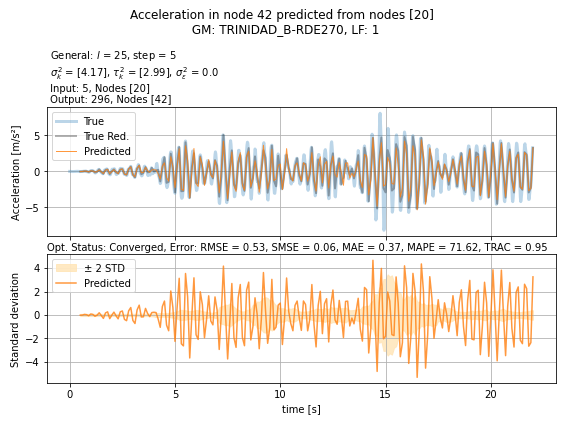 Acceleration in node 42 predicted from nodes [20]
GM: TRINIDAD_B-RDE270, LF: 1
General: l = 25, step = 5
σ²ₖ = [4.17], τ²ₖ = [2.99], σ²ε = 0.0
Input: 5, Nodes [20]
Output: 296, Nodes [42]
True
True Red.
Predicted
Acceleration [m/s²]
5
0
−5
Opt. Status: Converged, Error: RMSE = 0.53, SMSE = 0.06, MAE = 0.37, MAPE = 71.62, TRAC = 0.95
± 2 STD
Predicted
Standard deviation
4
2
0
−2
−4
0
5
10
15
20
time [s]